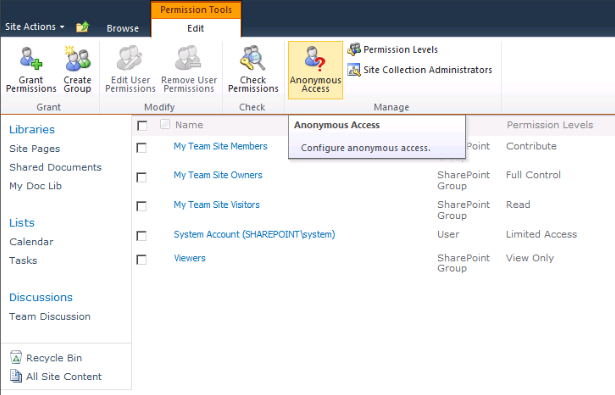 Permission Tools
Site Actions Browse Edit
Grant Permissions
Create Group
Edit User Permissions
Remove User Permissions
Check Permissions
Anonymous Access
Permission Levels
Site Collection Administrators
Grant Modify Check Manage
Libraries
Site Pages
Shared Documents
My Doc Lib
Lists
Calendar
Tasks
Discussions
Team Discussion
Recycle Bin
All Site Content
Name Permission Levels
Anonymous Access
Configure anonymous access.
My Team Site Members SharePoint Group Contribute
My Team Site Owners SharePoint Group Full Control
My Team Site Visitors SharePoint Group Read
System Account (SHAREPOINT\system) User Limited Access
Viewers SharePoint Group View Only